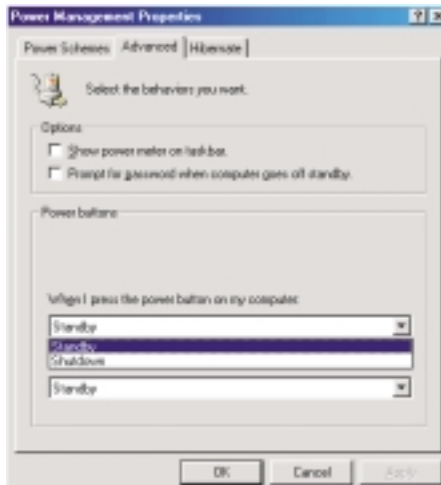 Power Management Properties
Power Schemes Advanced Hibernate
Select the behaviors you want.
Options
Show power meter on taskbar.
Prompt for password when computer goes off standby.
Power buttons
When I press the power button on my computer:
Standby
Standby
Shutdown
Standby
OK Cancel Apply